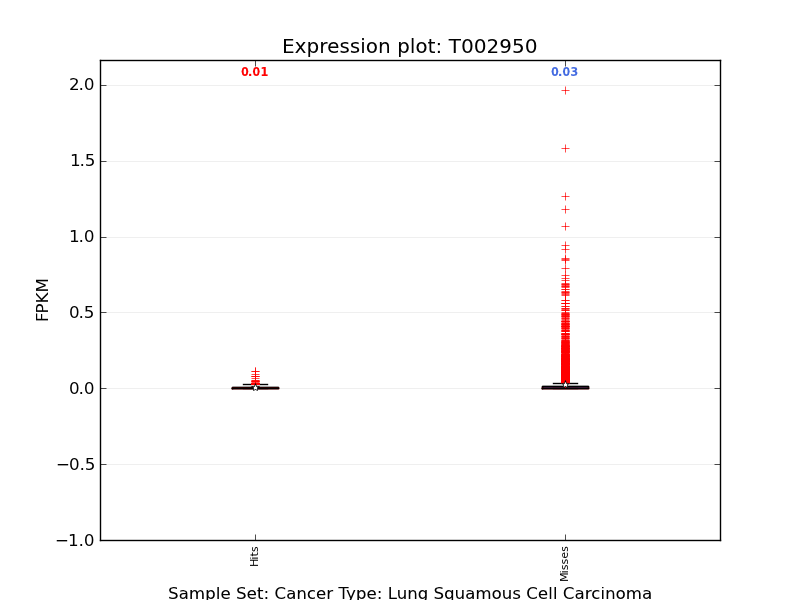 Expression plot: T002950
0.01
0.03
2.0
1.5
1.0
0.5
0.0
−0.5
−1.0
FPKM
Hits
Misses
Sample Set: Cancer Type: Lung Squamous Cell Carcinoma